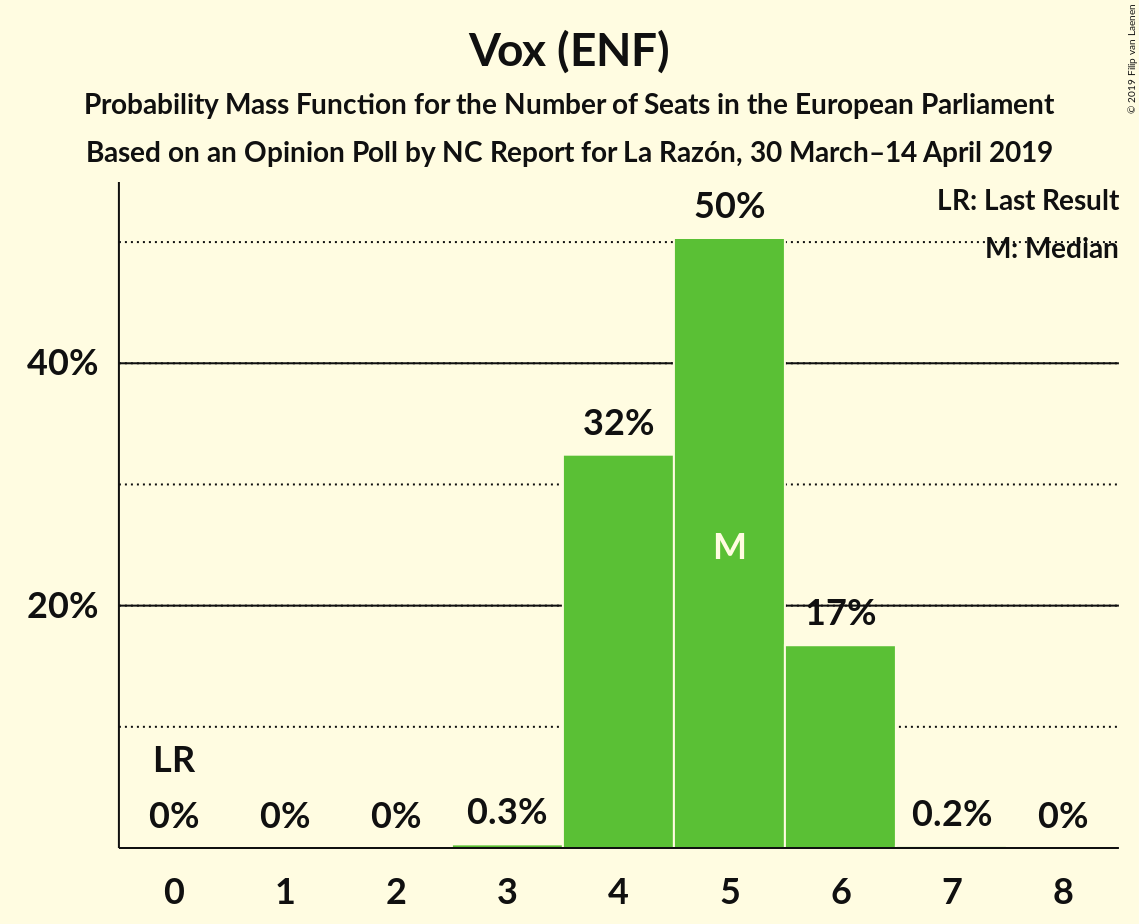 Vox (ENF)
Probability Mass Function for the Number of Seats in the European Parliament
Based on an Opinion Poll by NC Report for La Razón, 30 March–14 April 2019
© 2019 Filip van Laenen
LR: Last Result
M: Median
50%
40%
32%
M
20%
17%
LR
0%
0%
0%
0.3%
0.2%
0%
0
1
2
3
4
5
6
7
8